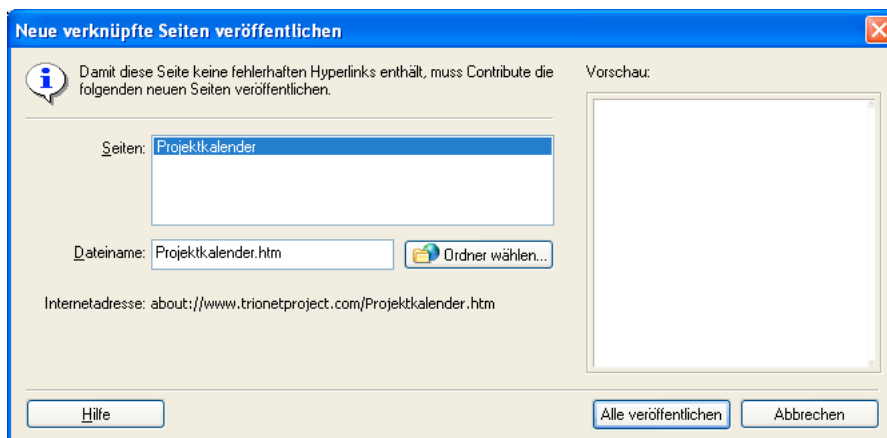 Neue verknüpfte Seiten veröffentlichen
Damit diese Seite keine fehlerhaften Hyperlinks enthält, muss Contribute die
folgenden neuen Seiten veröffentlichen.
Vorschau:
Seiten: Projektkalender
Dateiname: Projektkalender.htm Ordner wählen...
Internetadresse: about://www.trionetproject.com/Projektkalender.htm
Hilfe Alle veröffentlichen Abbrechen